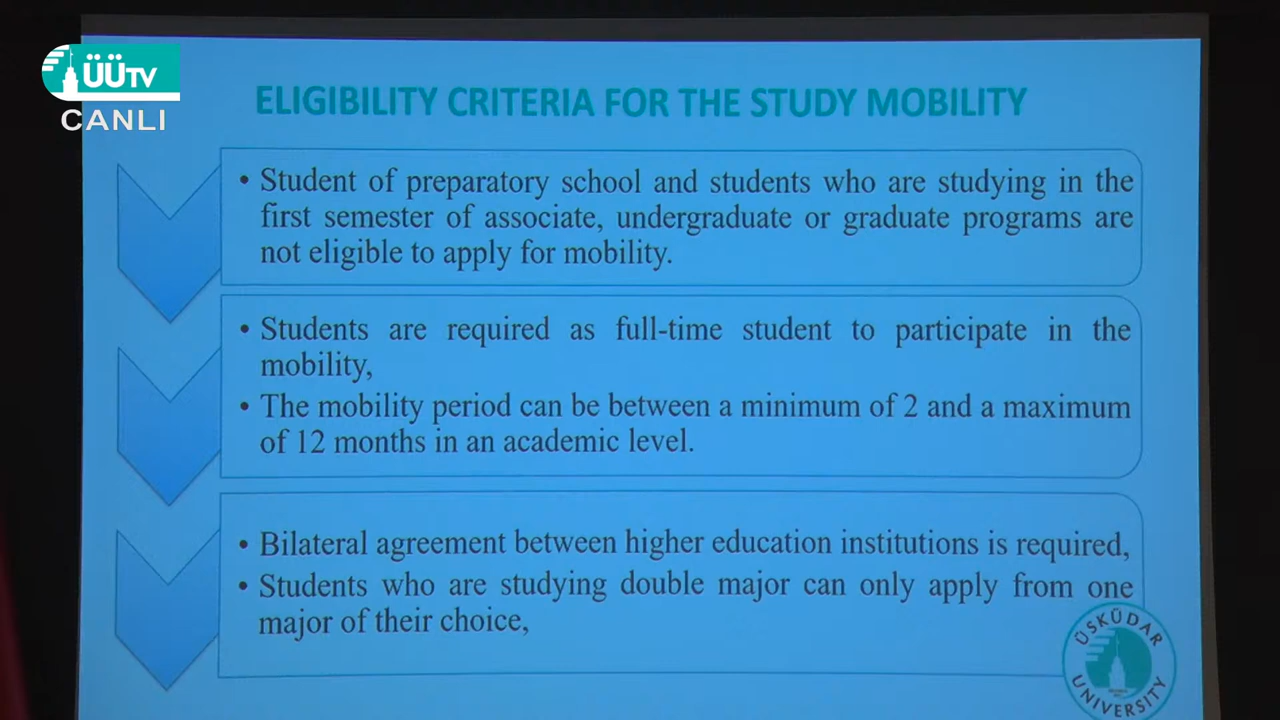 ÜÜTV
CANLI
ELIGIBILITY CRITERIA FOR THE STUDY MOBILITY
• Student of preparatory school and students who are studying in the
first semester of associate, undergraduate or graduate programs are
not eligible to apply for mobility.
• Students are required as full-time student to participate in the
mobility,
• The mobility period can be between a minimum of 2 and a maximum
of 12 months in an academic level.
• Bilateral agreement between higher education institutions is required,
• Students who are studying double major can only apply from one
major of their choice,
ÜSKÜDAR
UNIVERSITY